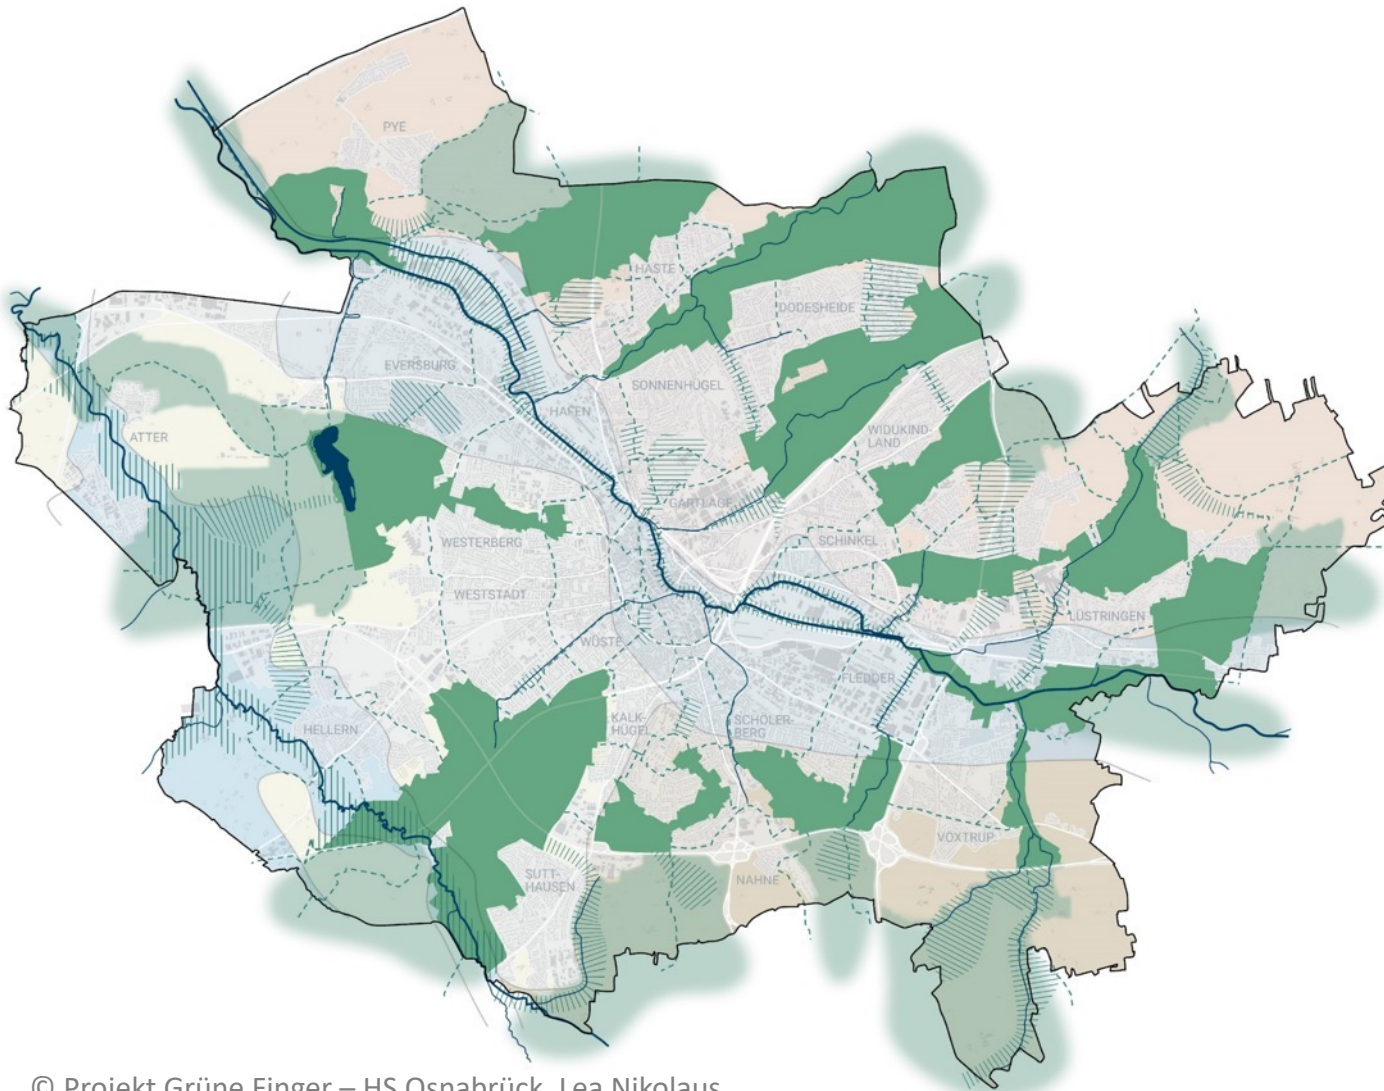 PYE
HASTE
DODESHEIDE
EVERSBURG
SONNENHÜGEL
HAFEN
ATTER
WIDUKIND-
LAND
GARTLAGE
WESTERBERG
SCHINKEL
WESTSTADT
LÜSTRINGEN
WÜSTE
FLEDDER
HELLERN
KALK-
HÜGEL
SCHÖLER-
BERG
VOXTRUP
SUTT-
HAUSEN
NAHNE
© Projekt Grüne Finger – HS Osnabrück, Lea Nikolaus